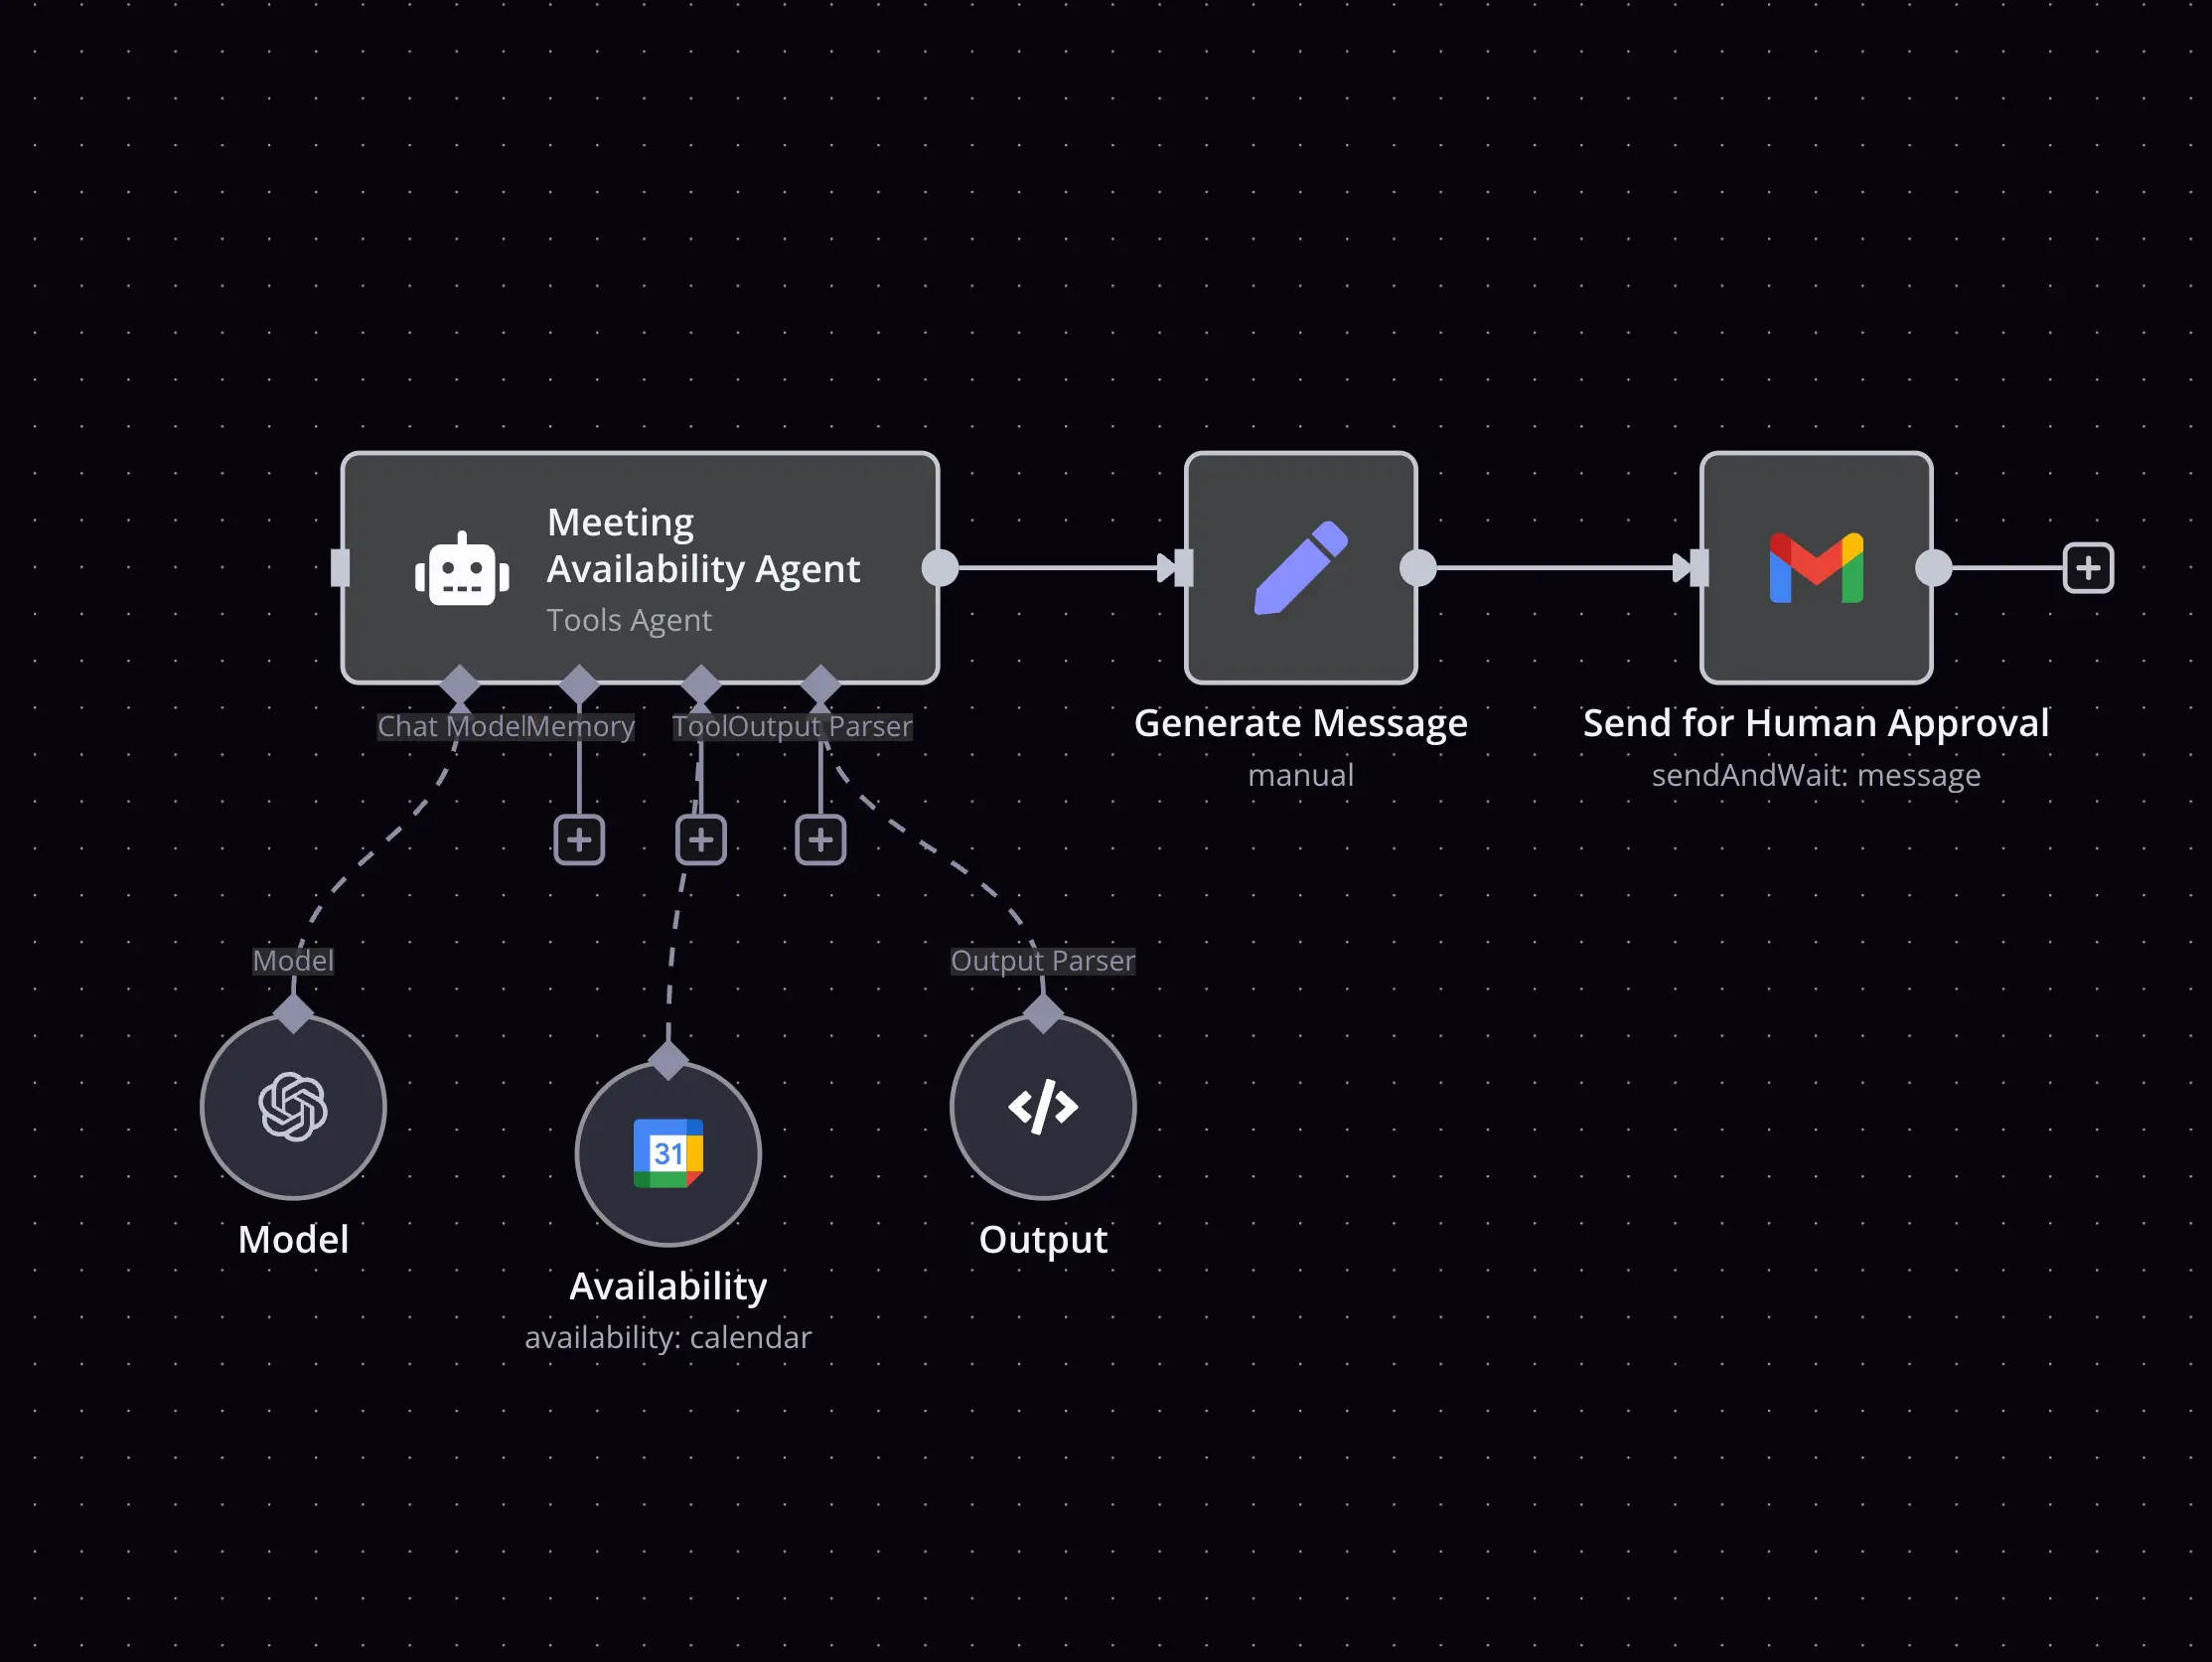 Meeting
Availability Agent
Tools Agent
Chat Model
Memory
Tool
Output Parser
Generate Message
manual
Send for Human Approval
sendAndWait: message
Model
Output Parser
31
Model
Output
Availability
availability: calendar